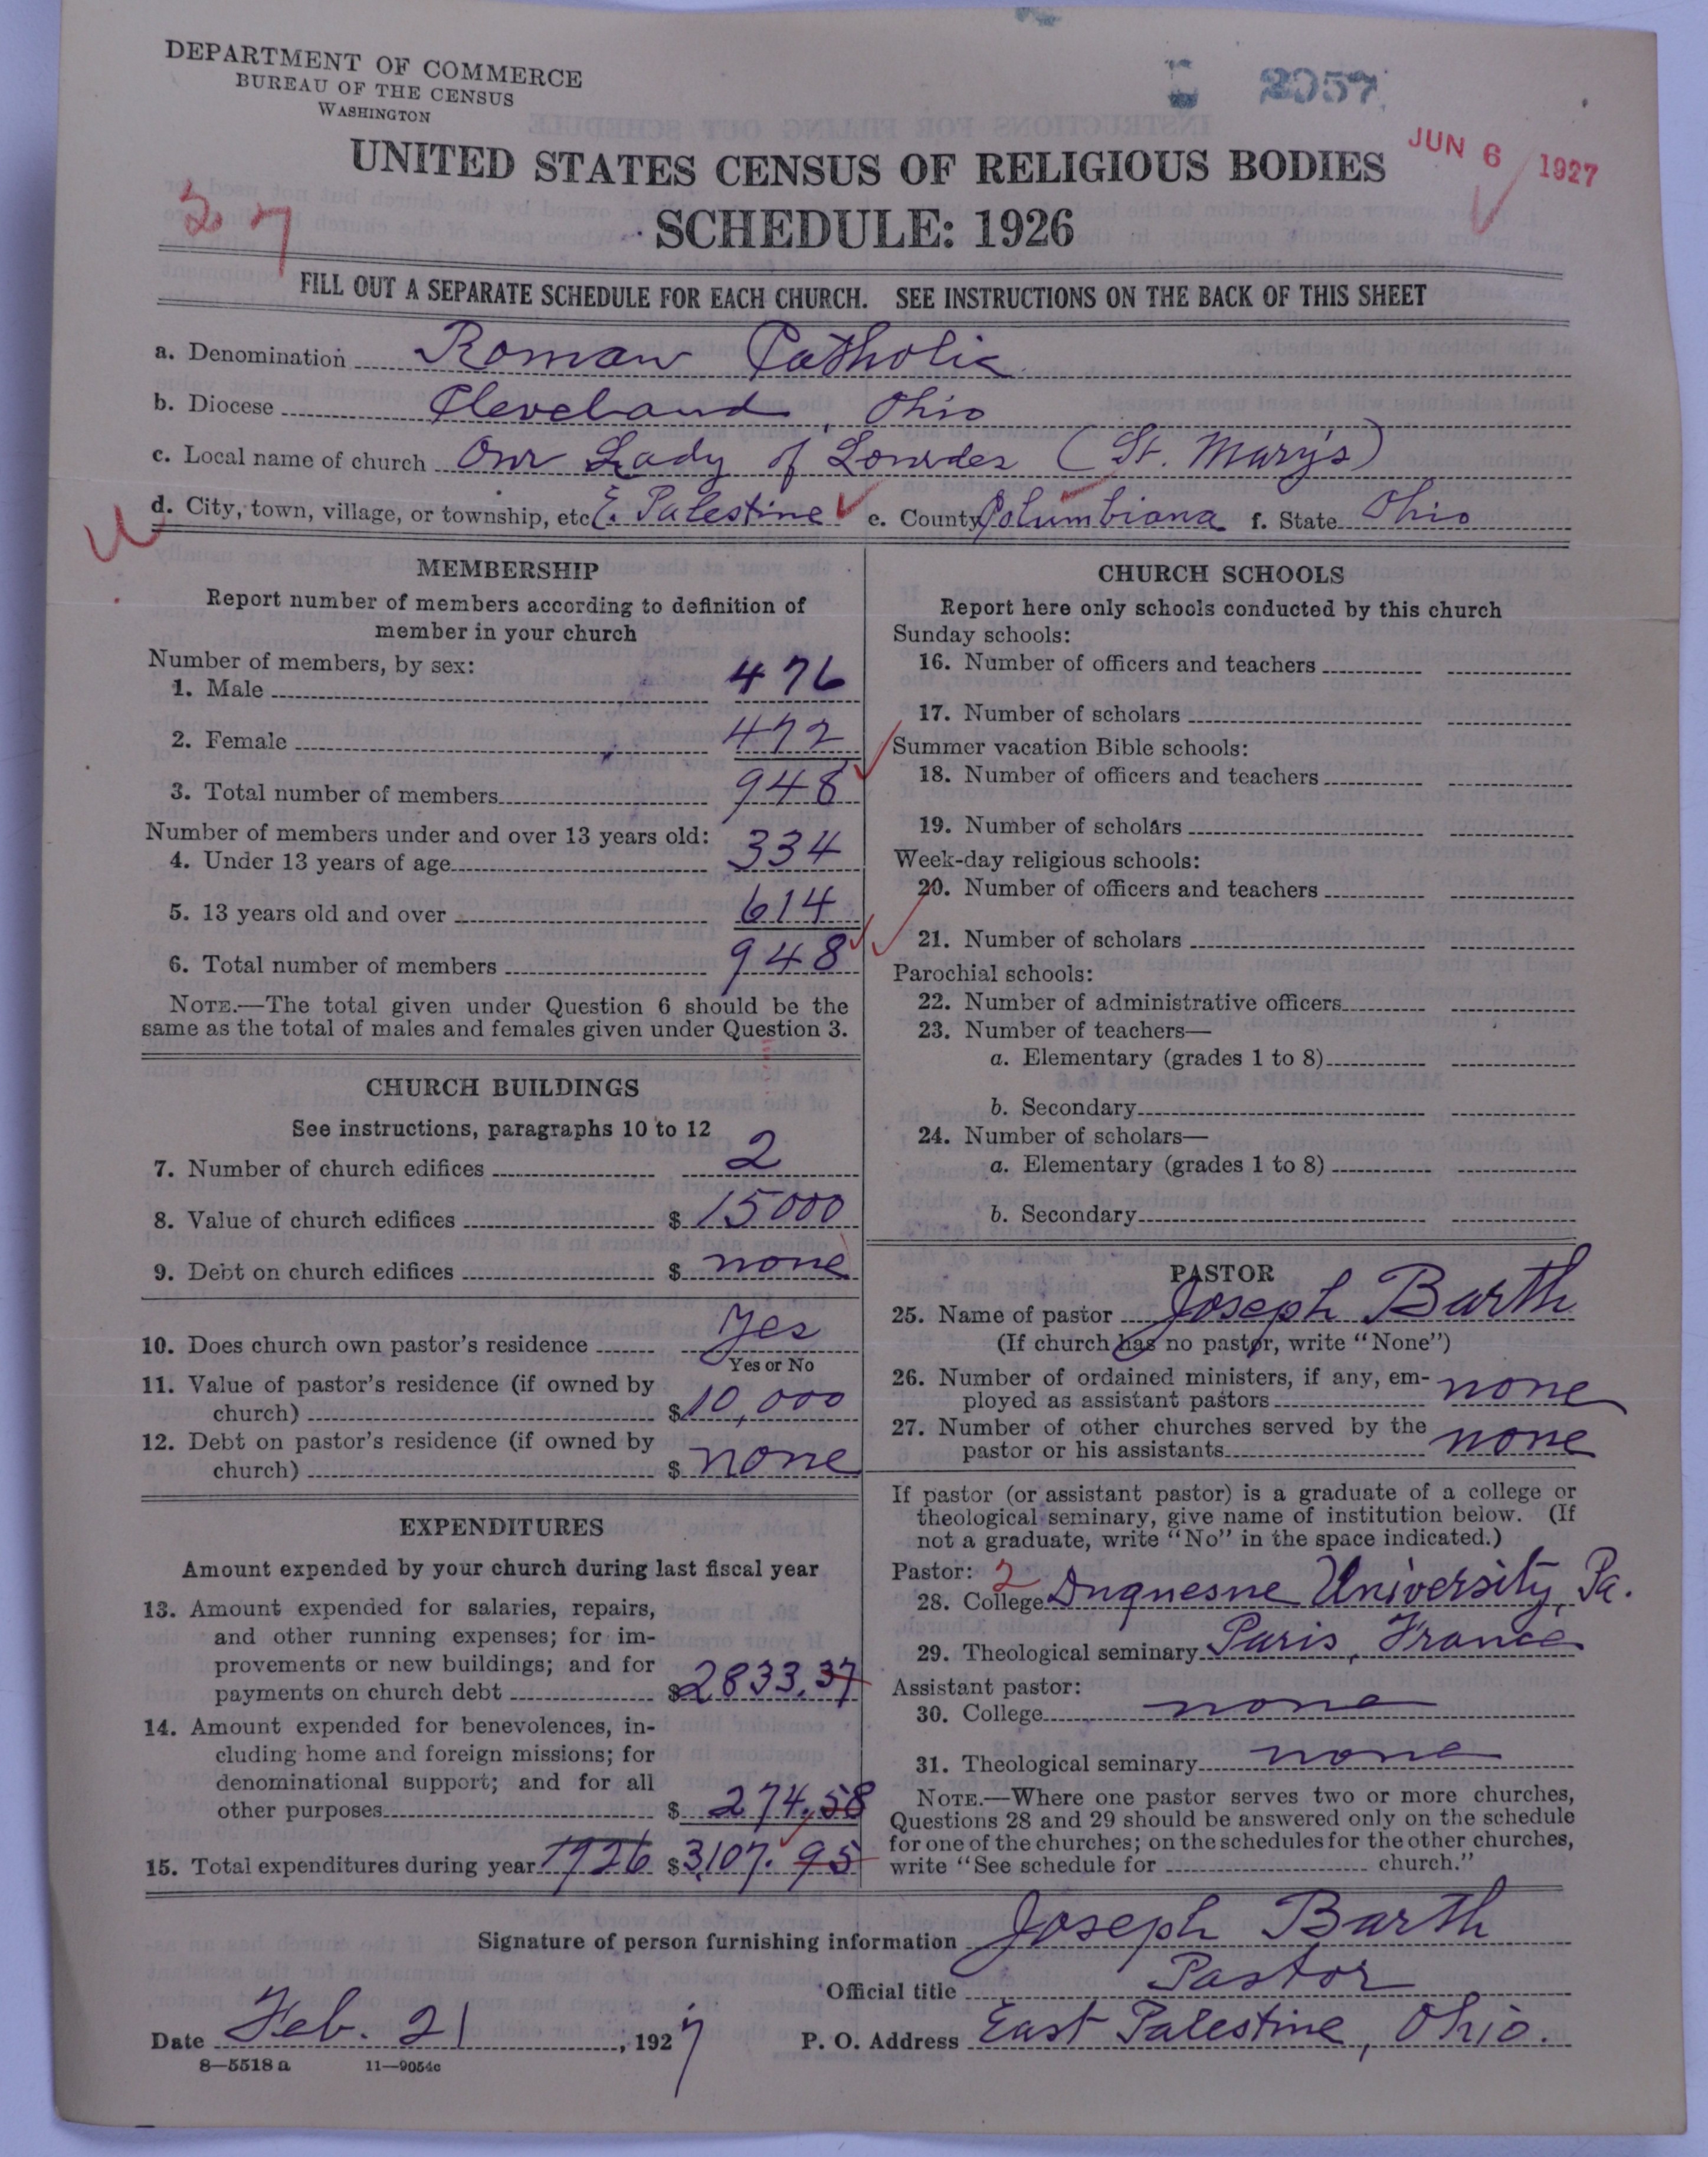 DEPARTMENT OF COMMERCE
BUREAU OF THE CENSUS
WASHINGTON
2057
JUN 6 1927
UNITED STATES CENSUS OF RELIGIOUS BODIES
SCHEDULE: 1926
27
FILL OUT A SEPARATE SCHEDULE FOR EACH CHURCH. SEE INSTRUCTIONS ON THE BACK OF THIS SHEET
a. Denomination Roman Catholic
b. Diocese Cleveland, Ohio
c. Local name of church Our Lady of Lourdes (St. Mary's)
d. City, town, village, or township, etc. E. Palestine e. County Columbiana f. State Ohio
MEMBERSHIP
Report number of members according to definition of
member in your church
Number of members, by sex:
1. Male 476
2. Female 472
3. Total number of members 948
Number of members under and over 13 years old:
4. Under 13 years of age 334
5. 13 years old and over 614
6. Total number of members 948
NOTE.—The total given under Question 6 should be the
same as the total of males and females given under Question 3.
CHURCH BUILDINGS
See instructions, paragraphs 10 to 12
7. Number of church edifices 2
8. Value of church edifices $ 15000
9. Debt on church edifices $ none
10. Does church own pastor's residence Yes
Yes or No
11. Value of pastor's residence (if owned by
church) $ 10,000
12. Debt on pastor's residence (if owned by
church) $ none
EXPENDITURES
Amount expended by your church during last fiscal year
13. Amount expended for salaries, repairs,
and other running expenses; for im-
provements or new buildings; and for
payments on church debt $ 2833.37
14. Amount expended for benevolences, in-
cluding home and foreign missions; for
denominational support; and for all
other purposes $ 274.58
15. Total expenditures during year 1926 $ 3,107.95
CHURCH SCHOOLS
Report here only schools conducted by this church
Sunday schools:
16. Number of officers and teachers
17. Number of scholars
Summer vacation Bible schools:
18. Number of officers and teachers
19. Number of scholars
Week-day religious schools:
20. Number of officers and teachers
21. Number of scholars
Parochial schools:
22. Number of administrative officers
23. Number of teachers—
a. Elementary (grades 1 to 8)
b. Secondary
24. Number of scholars—
a. Elementary (grades 1 to 8)
b. Secondary
PASTOR
25. Name of pastor Joseph Barth
(If church has no pastor, write "None")
26. Number of ordained ministers, if any, em-
ployed as assistant pastors none
27. Number of other churches served by the
pastor or his assistants none
If pastor (or assistant pastor) is a graduate of a college or
theological seminary, give name of institution below. (If
not a graduate, write "No" in the space indicated.)
Pastor: 2
28. College Duquesne University, Pa.
29. Theological seminary Paris, France
Assistant pastor:
30. College none
31. Theological seminary none
NOTE.—Where one pastor serves two or more churches,
Questions 28 and 29 should be answered only on the schedule
for one of the churches; on the schedules for the other churches,
write "See schedule for church."
Signature of person furnishing information Joseph Barth
Official title Pastor
Date Feb. 21, 1927 P. O. Address East Palestine, Ohio.
8—5518 a 11—9054c